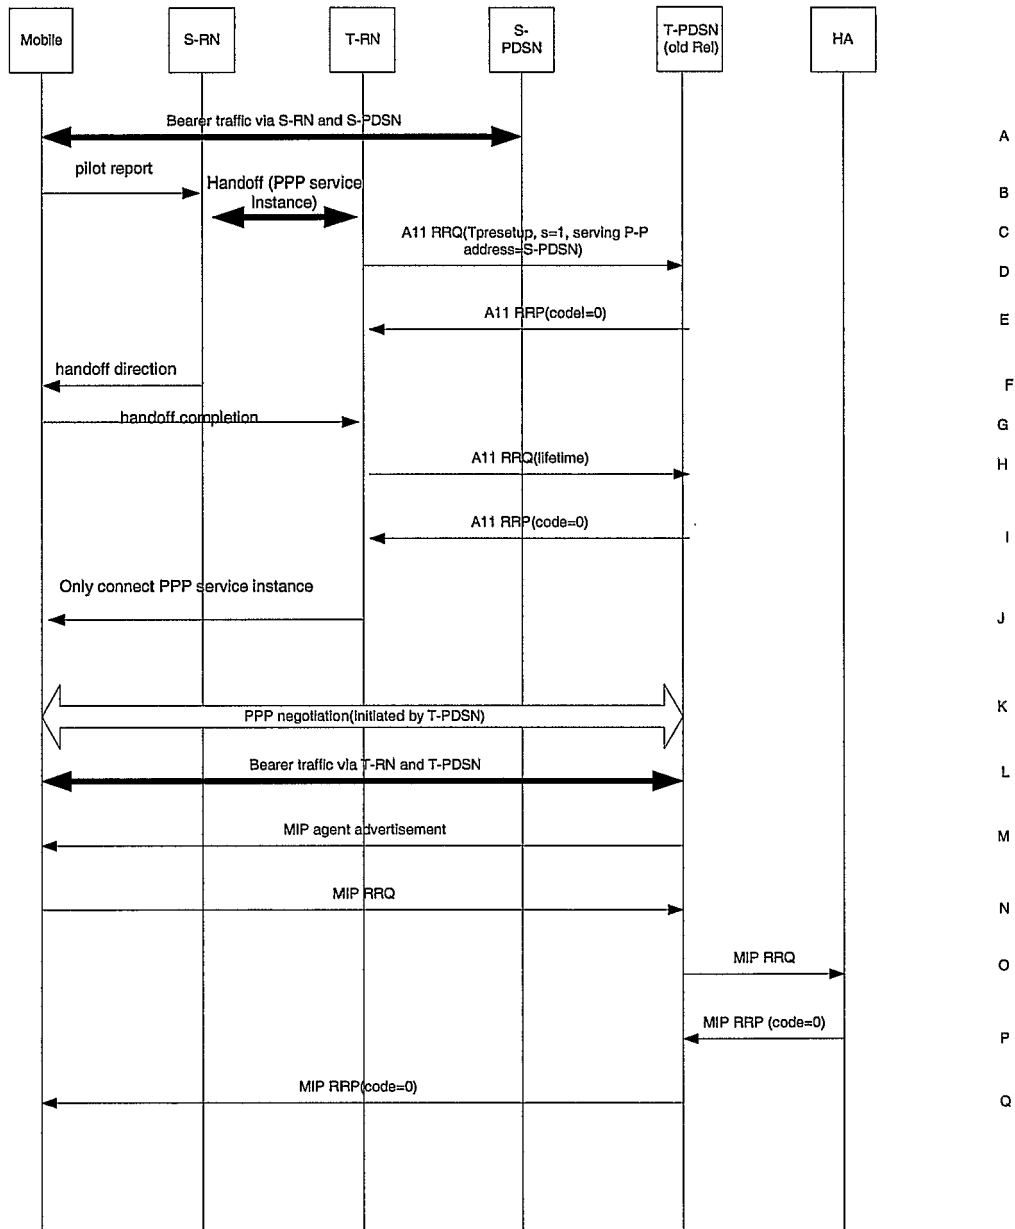 Mobile
S-RN
T-RN
S-
PDSN
T-PDSN
(old Rel)
HA
Bearer traffic via S-RN and S-PDSN
A
pilot report
B
Handoff (PPP service
Instance)
C
A11 RRQ(Tpresetup, s=1, serving P-P
address=S-PDSN)
D
A11 RRP(code!=0)
E
handoff direction
F
handoff completion
G
A11 RRQ(lifetime)
H
A11 RRP(code=0)
I
Only connect PPP service instance
J
PPP negotiation(initiated by T-PDSN)
K
Bearer traffic via T-RN and T-PDSN
L
MIP agent advertisement
M
MIP RRQ
N
MIP RRQ
O
MIP RRP (code=0)
P
MIP RRP(code=0)
Q